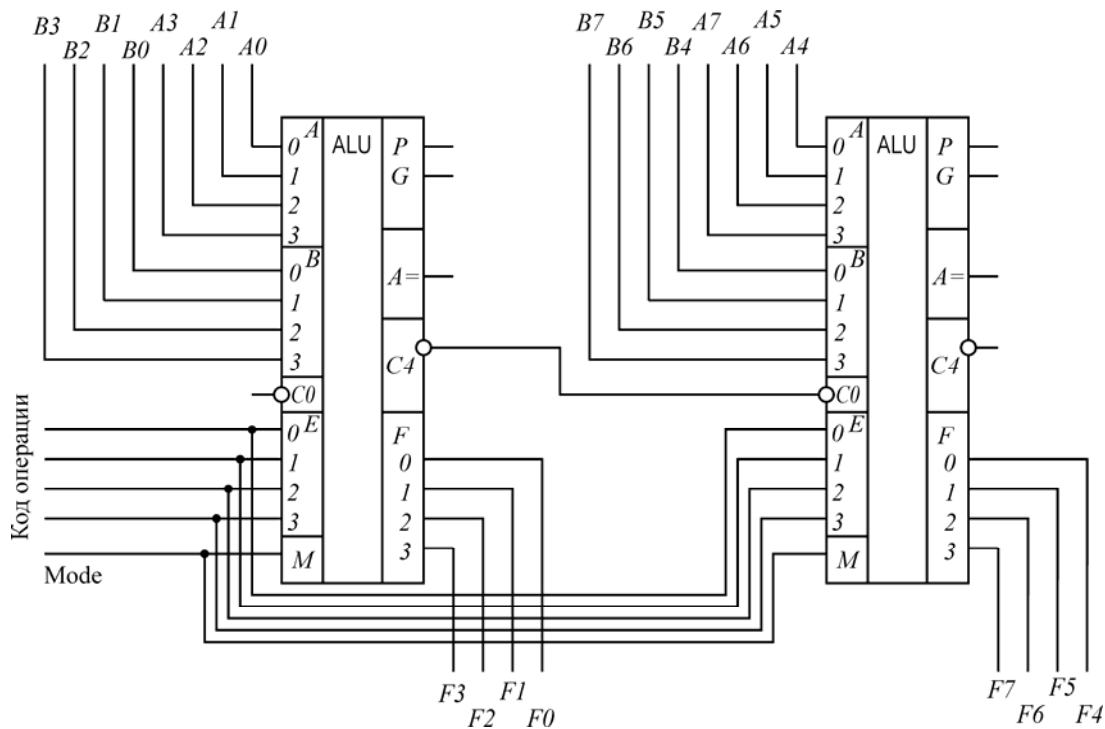 B3 B1 A3 A1
B2 B0 A2 A0
B7 B5 A7 A5
B6 B4 A6 A4
A
0
1
2
3
B
0
1
2
3
C0
E
0
1
2
3
M
ALU
P
G
A=
C4
F
0
1
2
3
A
0
1
2
3
B
0
1
2
3
C0
E
0
1
2
3
M
ALU
P
G
A=
C4
F
0
1
2
3
Код операции
Mode
F3 F1
F2 F0
F7 F5
F6 F4